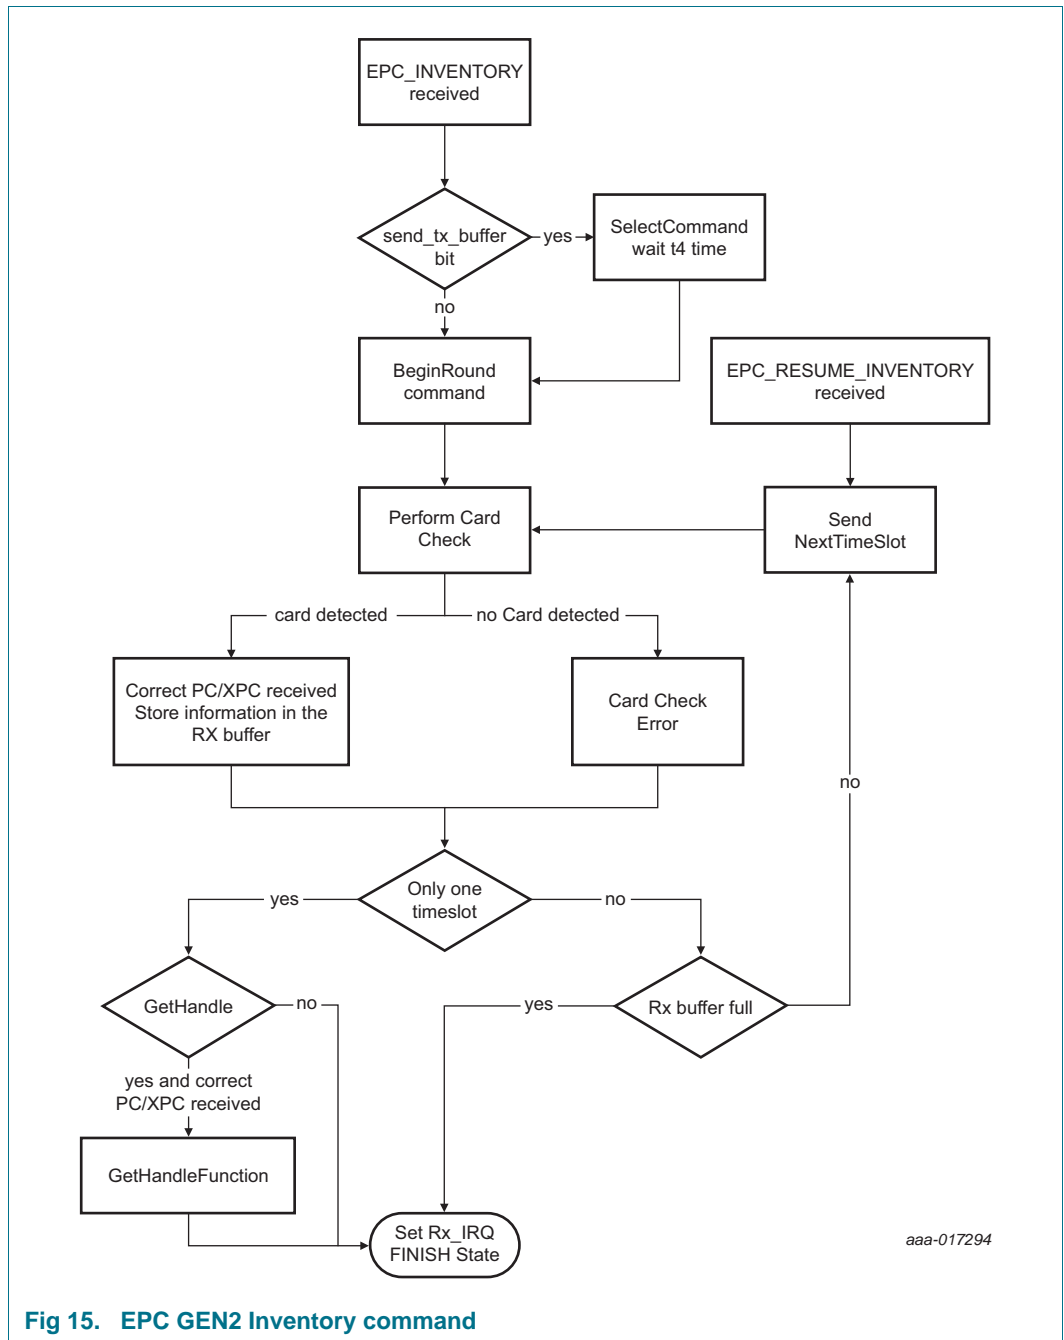 EPC_INVENTORY
received
send_tx_buffer
bit
yes
SelectCommand
wait t4 time
no
BeginRound
command
EPC_RESUME_INVENTORY
received
Perform Card
Check
Send
NextTimeSlot
card detected
no Card detected
Correct PC/XPC received
Store information in the
RX buffer
Card Check
Error
no
Only one
timeslot
yes
no
GetHandle
no
yes
Rx buffer full
yes and correct
PC/XPC received
GetHandleFunction
Set Rx_IRQ
FINISH State
aaa-017294
Fig 15. EPC GEN2 Inventory command